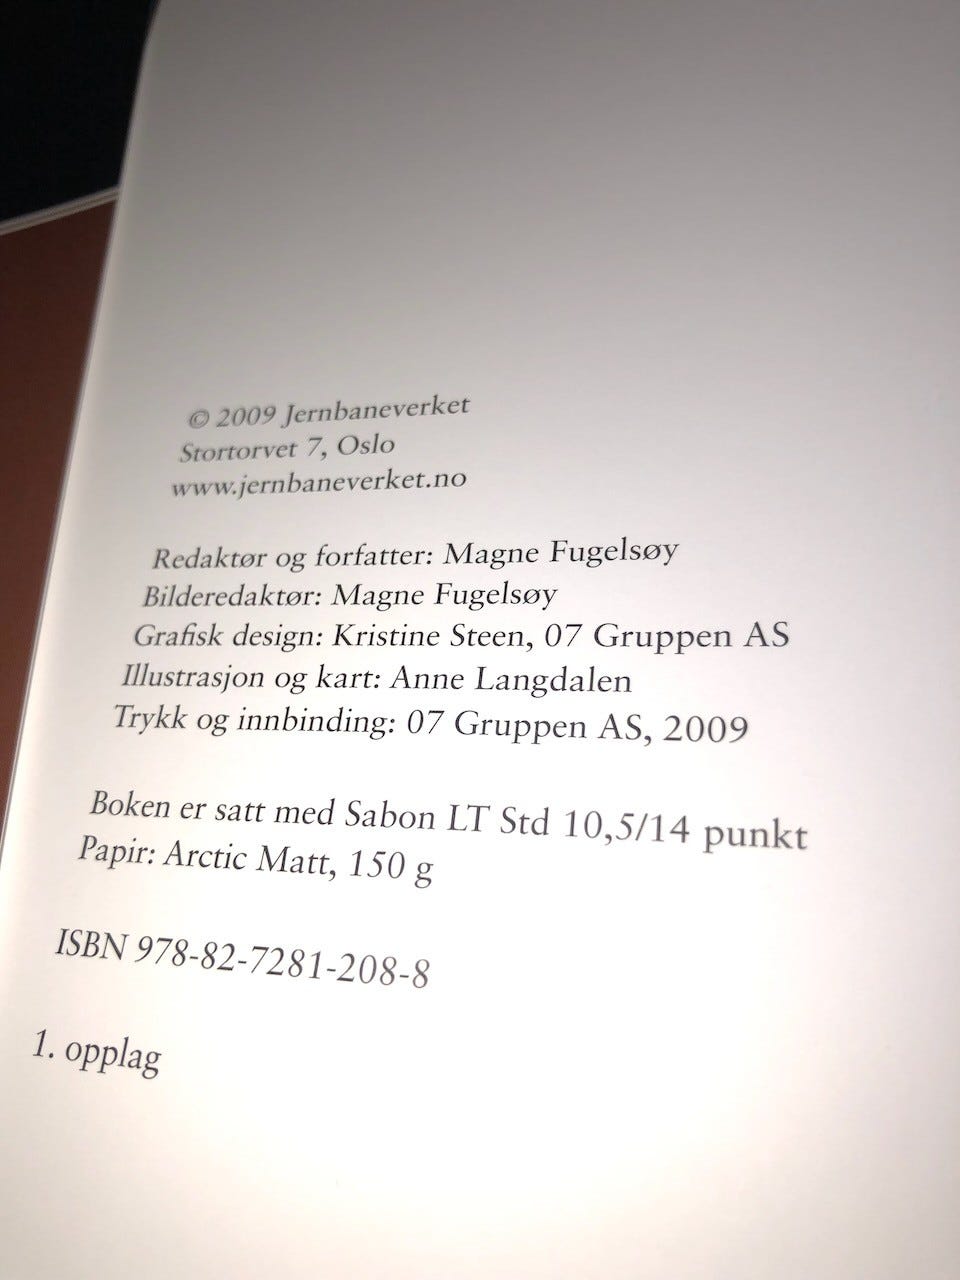 © 2009 Jernbaneverket
Stortorvet 7, Oslo
www.jernbaneverket.no
Redaktør og forfatter: Magne Fugelsøy
Bilderedaktør: Magne Fugelsøy
Grafisk design: Kristine Steen, 07 Gruppen AS
Illustrasjon og kart: Anne Langdalen
Trykk og innbinding: 07 Gruppen AS, 2009
Boken er satt med Sabon LT Std 10,5/14 punkt
Papir: Arctic Matt, 150 g
ISBN 978-82-7281-208-8
1. opplag